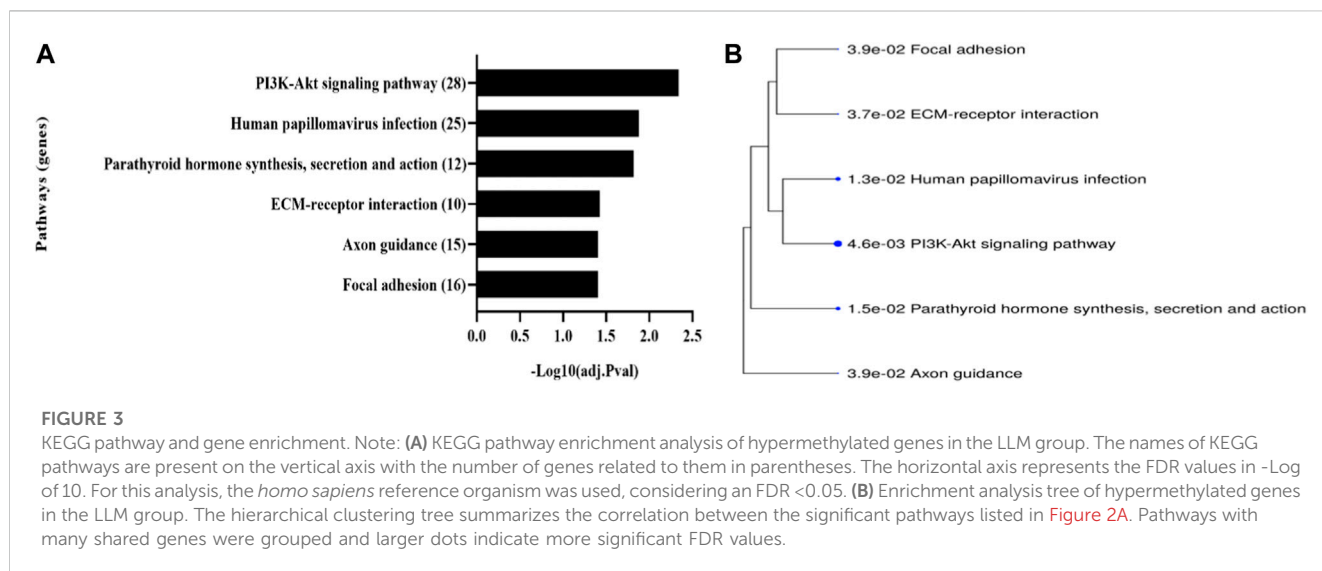 A
Pathways (genes)
PI3K-Akt signaling pathway (28)
Human papillomavirus infection (25)
Parathyroid hormone synthesis, secretion and action (12)
ECM-receptor interaction (10)
Axon guidance (15)
Focal adhesion (16)
0.0 0.5 1.0 1.5 2.0 2.5
-Log10(adj.Pval)
B
3.9e-02 Focal adhesion
3.7e-02 ECM-receptor interaction
1.3e-02 Human papillomavirus infection
4.6e-03 PI3K-Akt signaling pathway
1.5e-02 Parathyroid hormone synthesis, secretion and action
3.9e-02 Axon guidance
FIGURE 3
KEGG pathway and gene enrichment. Note: (A) KEGG pathway enrichment analysis of hypermethylated genes in the LLM group. The names of KEGG
pathways are present on the vertical axis with the number of genes related to them in parentheses. The horizontal axis represents the FDR values in -Log
of 10. For this analysis, the homo sapiens reference organism was used, considering an FDR <0.05. (B) Enrichment analysis tree of hypermethylated genes
in the LLM group. The hierarchical clustering tree summarizes the correlation between the significant pathways listed in Figure 2A. Pathways with
many shared genes were grouped and larger dots indicate more significant FDR values.